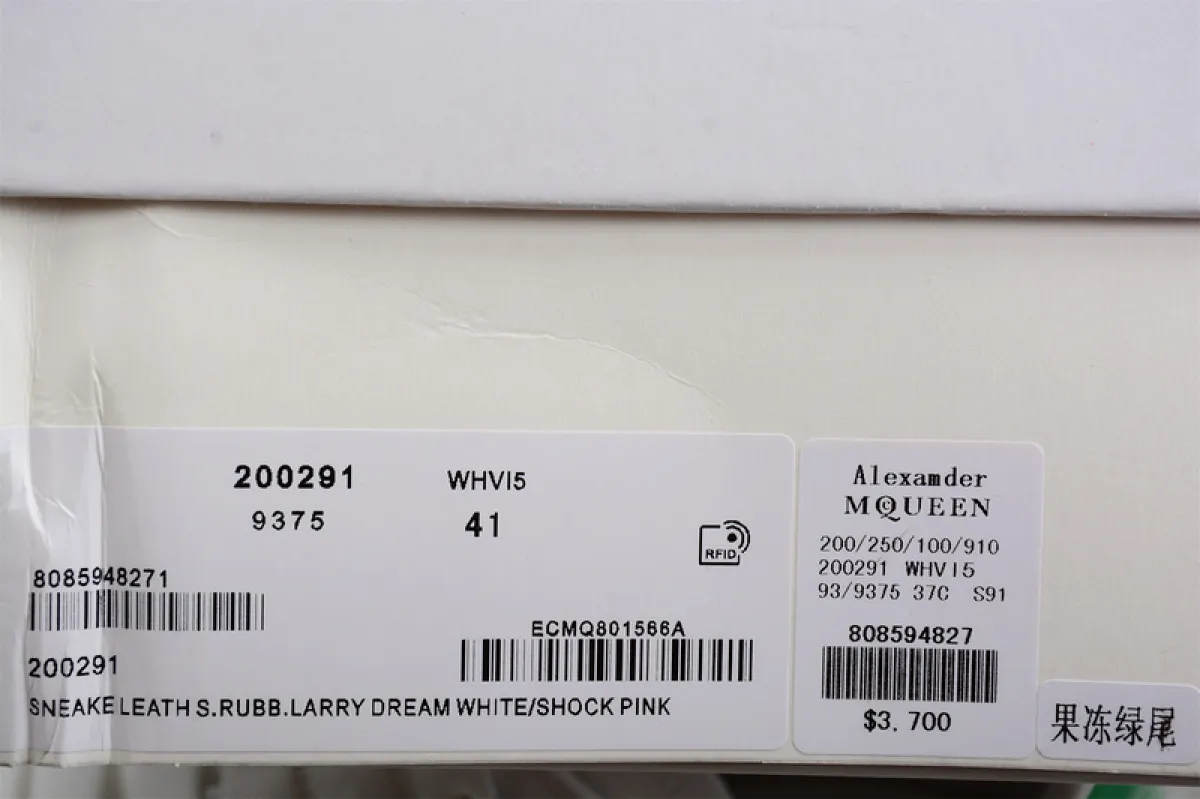 200291 WHVI5
9375 41
RFID
8085948271
ECMQ801566A
200291
SNEAKE LEATH S.RUBB.LARRY DREAM WHITE/SHOCK PINK
Alexamder
MCQUEEN
200/250/100/910
200291 WHVI5
93/9375 37C S91
808594827
$3.700
果冻绿尾